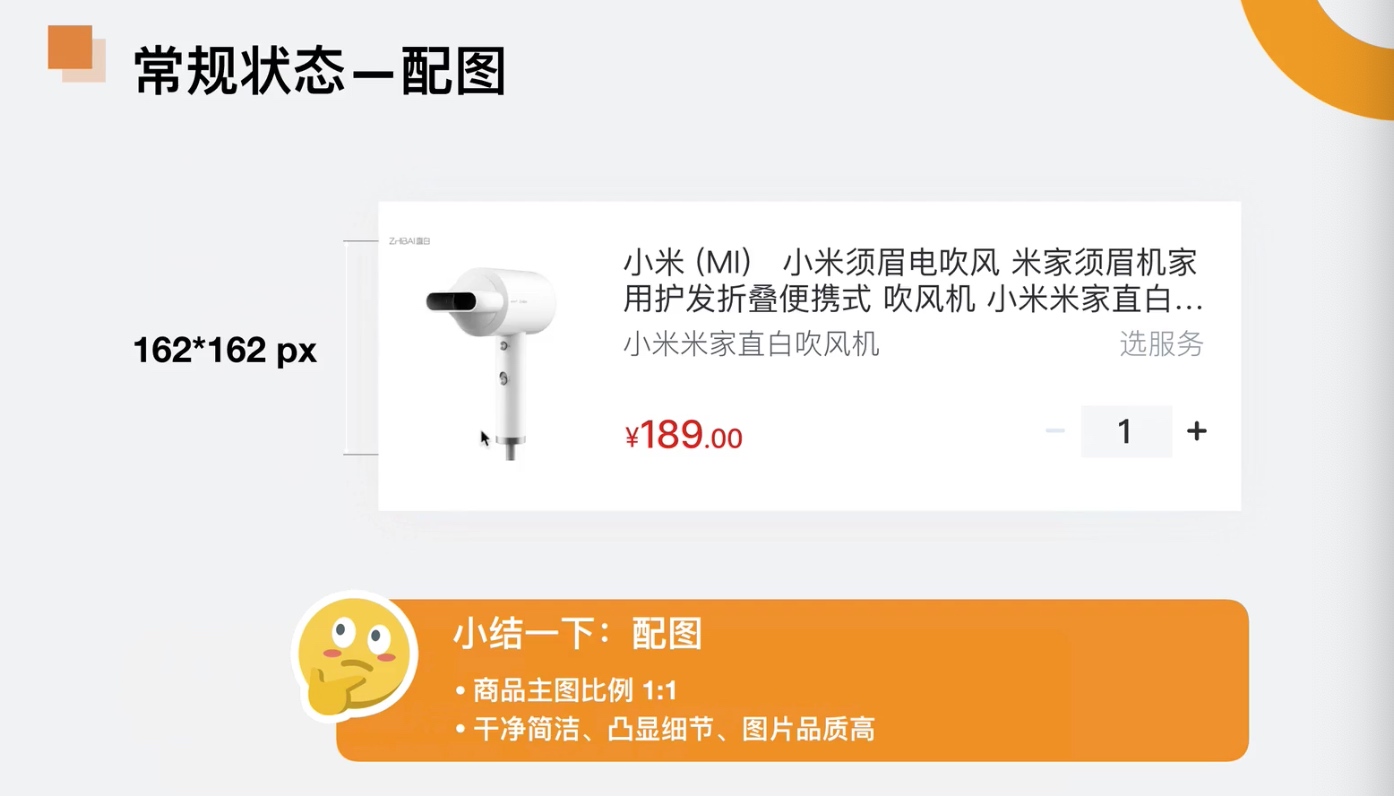 常规状态—配图
ZHIBAI直白
162*162 px
小米 (MI) 小米须眉电吹风 米家须眉机家
用护发折叠便携式 吹风机 小米米家直白...
小米米家直白吹风机
选服务
¥189.00
− 1 +
小结一下：配图
• 商品主图比例 1:1
• 干净简洁、凸显细节、图片品质高